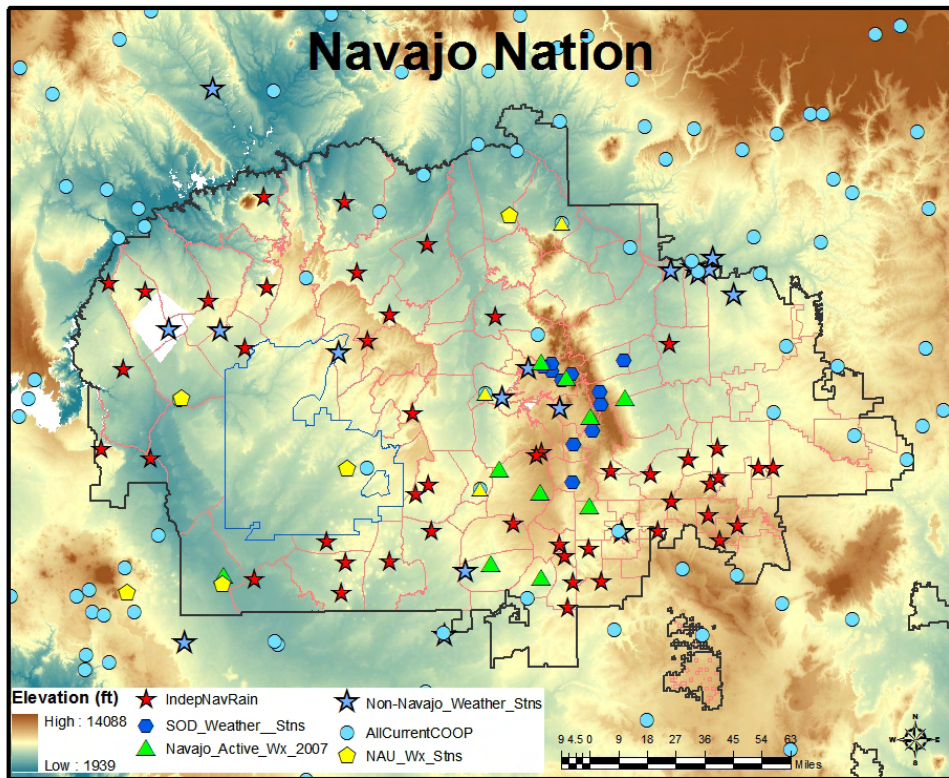 Navajo Nation
Elevation (ft)
High : 14088
Low : 1939
IndepNavRain
SOD_Weather__Stns
Navajo_Active_Wx_2007
Non-Navajo_Weather_Stns
AllCurrentCOOP
NAU_Wx_Stns
9 4.5 0 9 18 27 36 45 54 63
Miles
N
W E
S